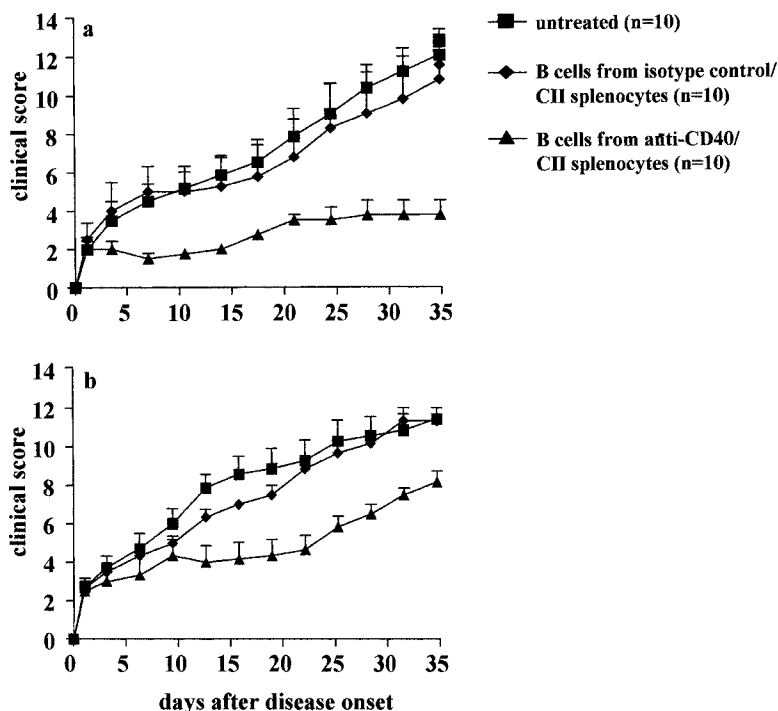 a
14
12
10
8
6
4
2
0
clinical score
0 5 10 15 20 25 30 35
untreated (n=10)
B cells from isotype control/
CII splenocytes (n=10)
B cells from anti-CD40/
CII splenocytes (n=10)
b
14
12
10
8
6
4
2
0
clinical score
0 5 10 15 20 25 30 35
days after disease onset